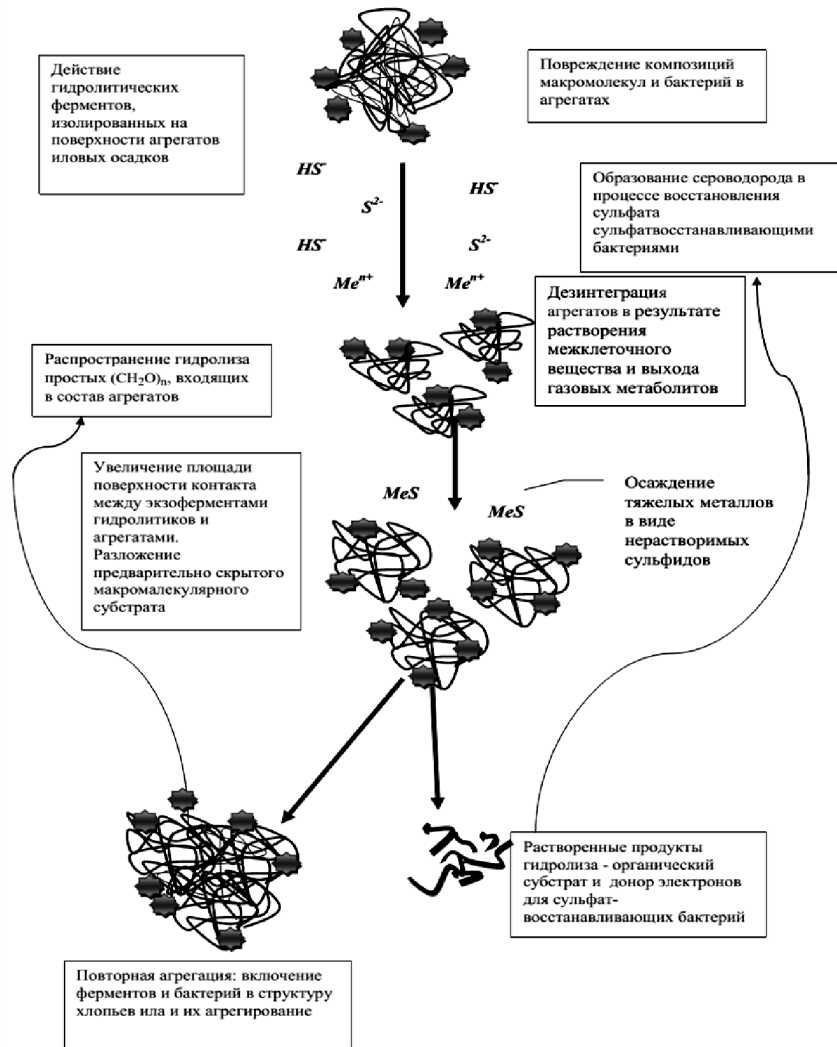 Действие
гидролитических
ферментов,
изолированных на
поверхности агрегатов
иловых осадков
Повреждение композиций
макромолекул и бактерий в
агрегатах
HS⁻
S²⁻
HS⁻
HS⁻
S²⁻
Meⁿ⁺
Meⁿ⁺
Образование сероводорода в
процессе восстановления
сульфата
сульфатвосстанавливающими
бактериями
Дезинтеграция
агрегатов в результате
растворения
межклеточного
вещества и выхода
газовых метаболитов
Распространение гидролиза
простых (CH₂O)ₙ, входящих
в состав агрегатов
Увеличение площади
поверхности контакта
между экзоферментами
гидролитиков и
агрегатами.
Разложение
предварительно скрытого
макромалекулярного
субстрата
MeS
MeS
Осаждение
тяжелых металлов
в виде
нерастворимых
сульфидов
Растворенные продукты
гидролиза - органический
субстрат и донор электронов
для сульфат-
восстанавливающих бактерий
Повторная агрегация: включение
ферментов и бактерий в структуру
хлопьев ила и их агрегирование